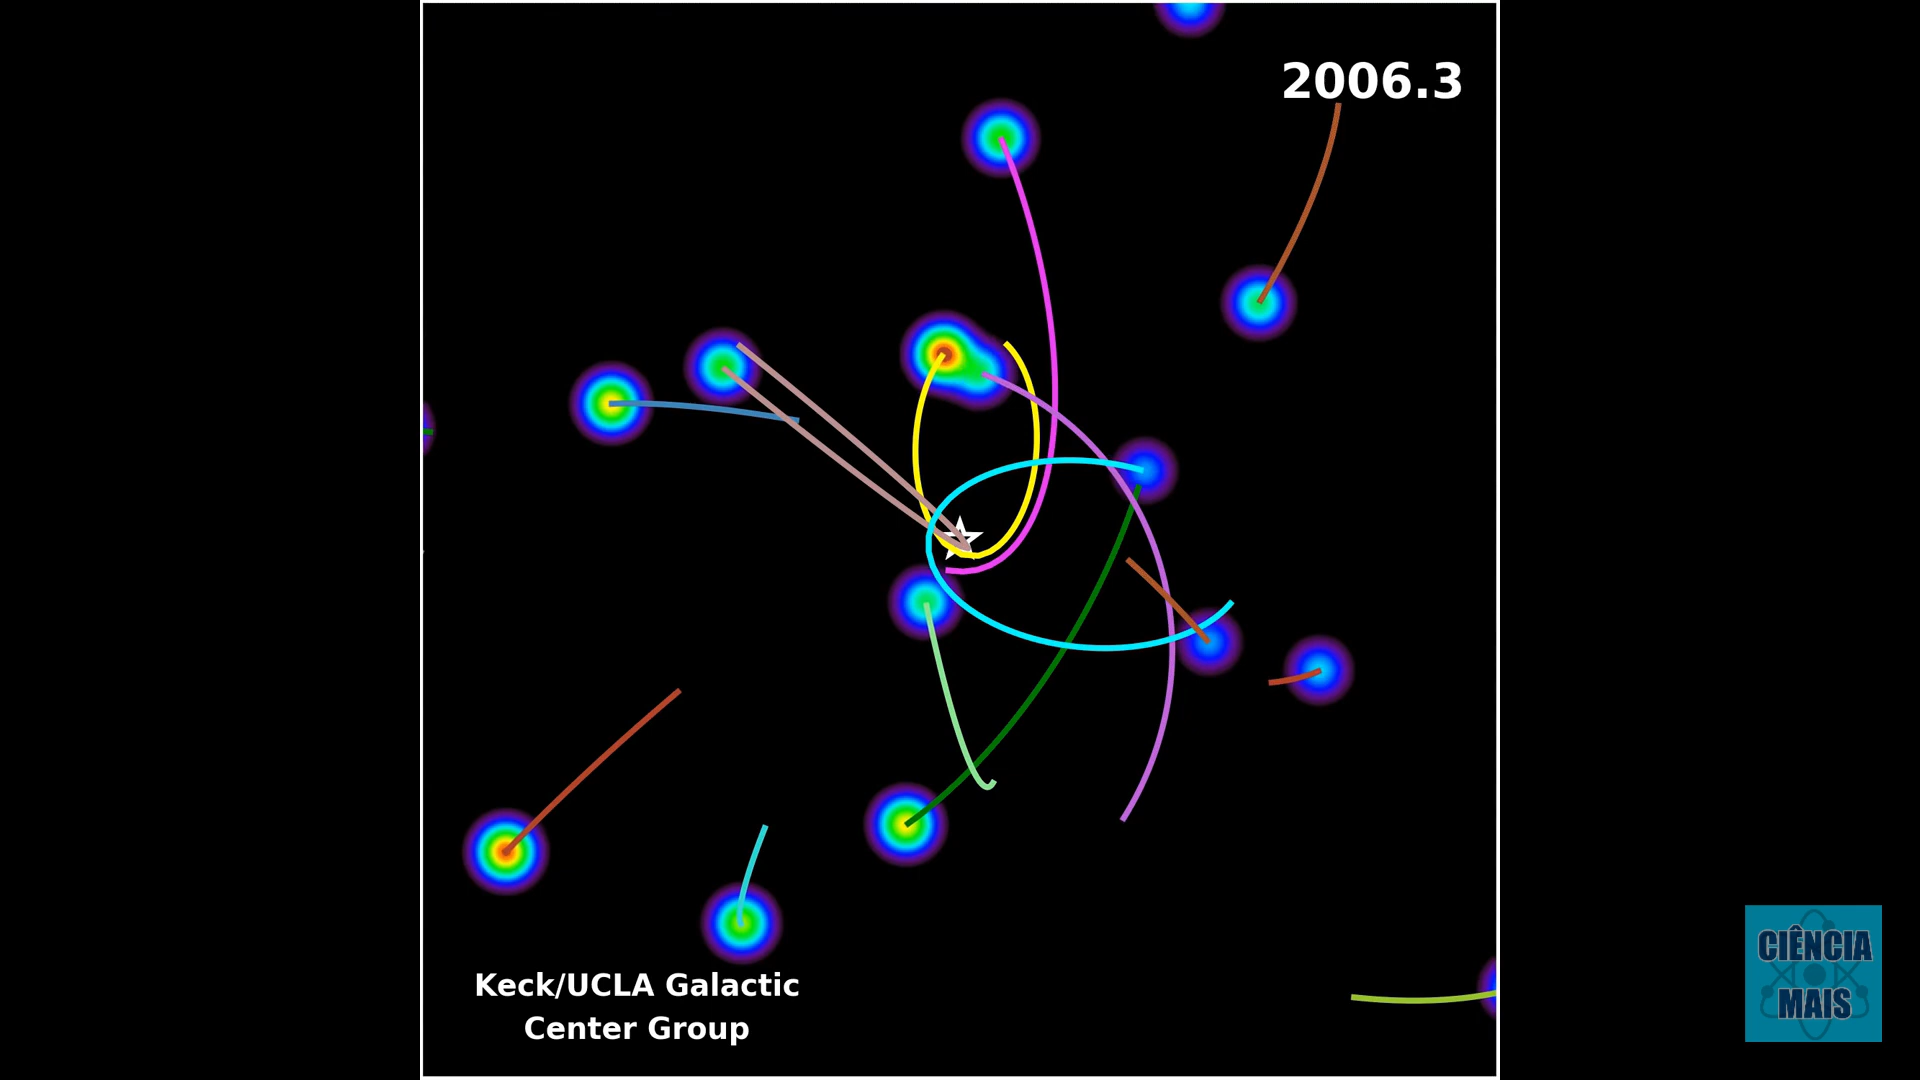 2006.3
Keck/UCLA Galactic
Center Group
CIÊNCIA
MAIS